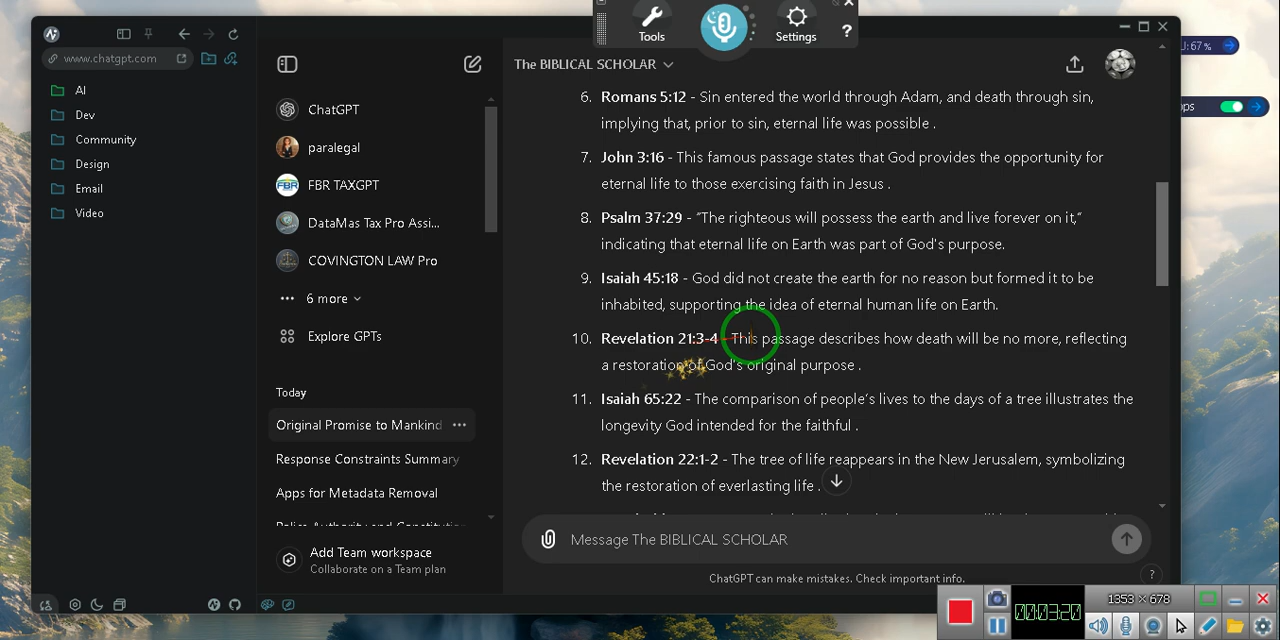 Tools
Settings
?
www.chatgpt.com
AI
Dev
Community
Design
Email
Video
ChatGPT
paralegal
FBR
FBR TAXGPT
DataMas Tax Pro Assi...
COVINGTON LAW Pro
6 more
Explore GPTs
Today
Original Promise to Mankind
Response Constraints Summary
Apps for Metadata Removal
Police Authority and Constitution
Add Team workspace
Collaborate on a Team plan
The BIBLICAL SCHOLAR
6. Romans 5:12 - Sin entered the world through Adam, and death through sin,
implying that, prior to sin, eternal life was possible .
7. John 3:16 - This famous passage states that God provides the opportunity for
eternal life to those exercising faith in Jesus .
8. Psalm 37:29 - “The righteous will possess the earth and live forever on it,”
indicating that eternal life on Earth was part of God's purpose.
9. Isaiah 45:18 - God did not create the earth for no reason but formed it to be
inhabited, supporting the idea of eternal human life on Earth.
10. Revelation 21:3-4 - This passage describes how death will be no more, reflecting
a restoration of God's original purpose .
11. Isaiah 65:22 - The comparison of people’s lives to the days of a tree illustrates the
longevity God intended for the faithful .
12. Revelation 22:1-2 - The tree of life reappears in the New Jerusalem, symbolizing
the restoration of everlasting life .
Message The BIBLICAL SCHOLAR
ChatGPT can make mistakes. Check important info.
?
U: 67%
ops
1353 × 678
00:03:20